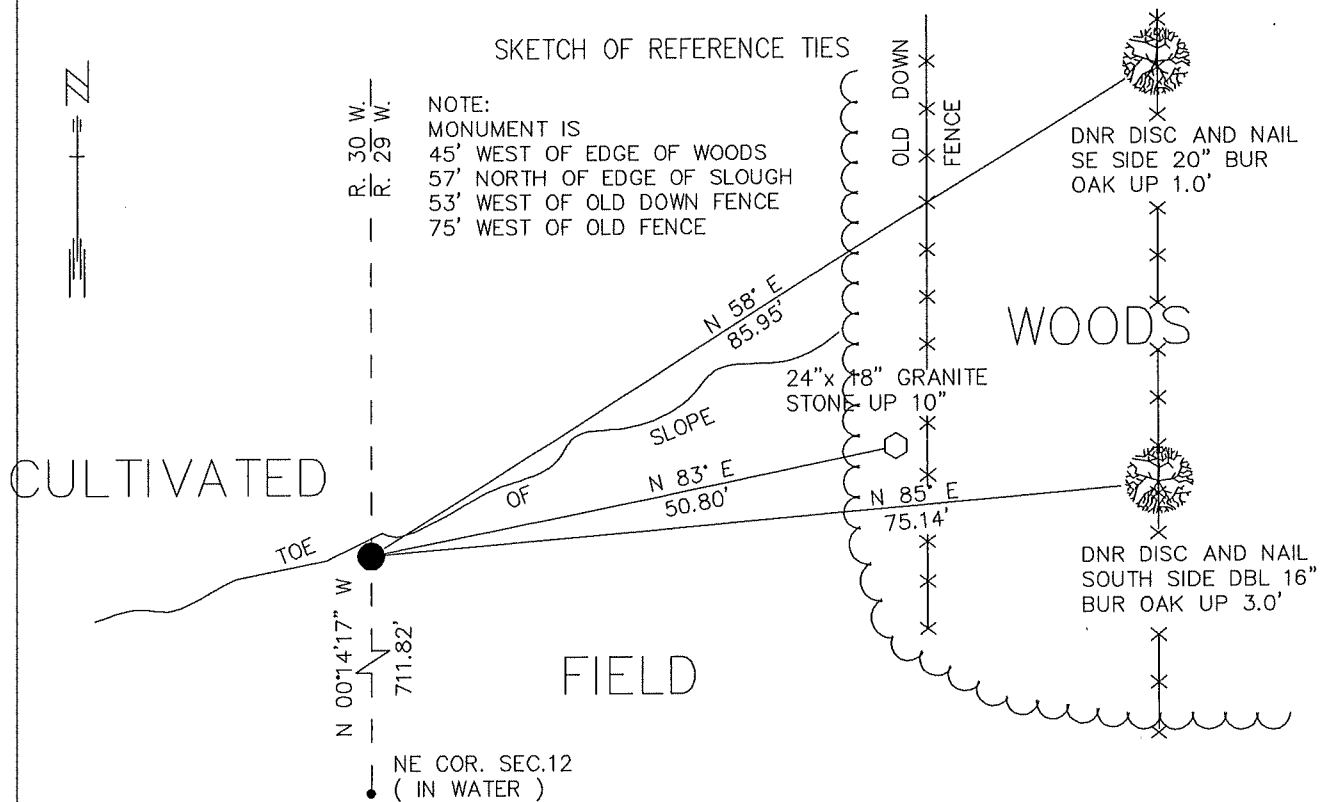 SKETCH OF REFERENCE TIES
N
R. 30 W.
R. 29 W.
NOTE:
MONUMENT IS
45' WEST OF EDGE OF WOODS
57' NORTH OF EDGE OF SLOUGH
53' WEST OF OLD DOWN FENCE
75' WEST OF OLD FENCE
OLD DOWN
FENCE
DNR DISC AND NAIL
SE SIDE 20" BUR
OAK UP 1.0'
N 58° E
85.95'
WOODS
24"x 18" GRANITE
STONE UP 10"
CULTIVATED
TOE OF SLOPE
N 83° E
50.80'
N 85° E
75.14'
DNR DISC AND NAIL
SOUTH SIDE DBL 16"
BUR OAK UP 3.0'
N 00°14'17" W
711.82'
FIELD
NE COR. SEC.12
( IN WATER )